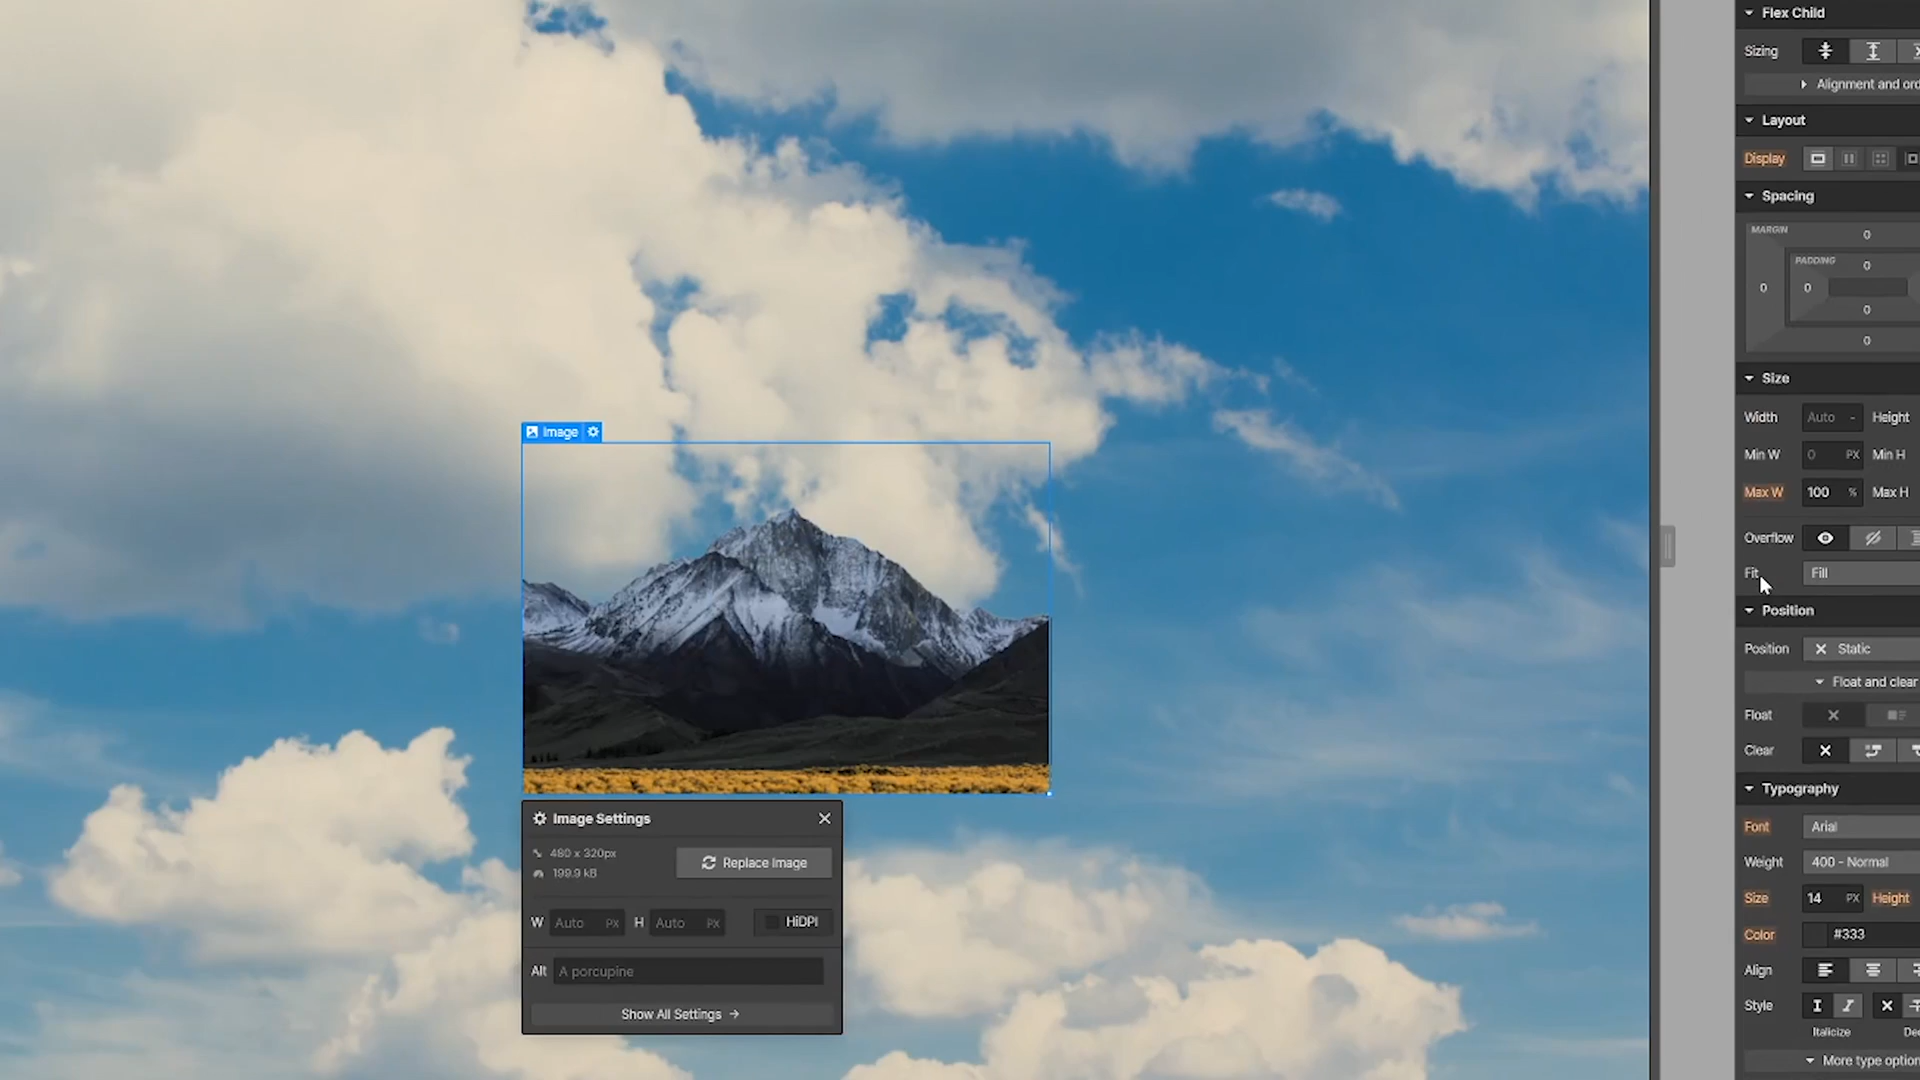 Flex Child
Sizing
Alignment and ord
Layout
Display
Spacing
MARGIN
0
PADDING
0
0
0
0
0
Size
Width Auto - Height
Min W 0 PX Min H
Max W 100 % Max H
Overflow
Fit Fill
Position
Position Static
Float and clear
Float
Clear
Typography
Font Arial
Weight 400 - Normal
Size 14 PX Height
Color #333
Align
Style
Italicize Dec
More type option
Image
Image Settings
480 x 320px
199.9 kB
Replace Image
W Auto PX H Auto PX HiDPI
Alt A porcupine
Show All Settings